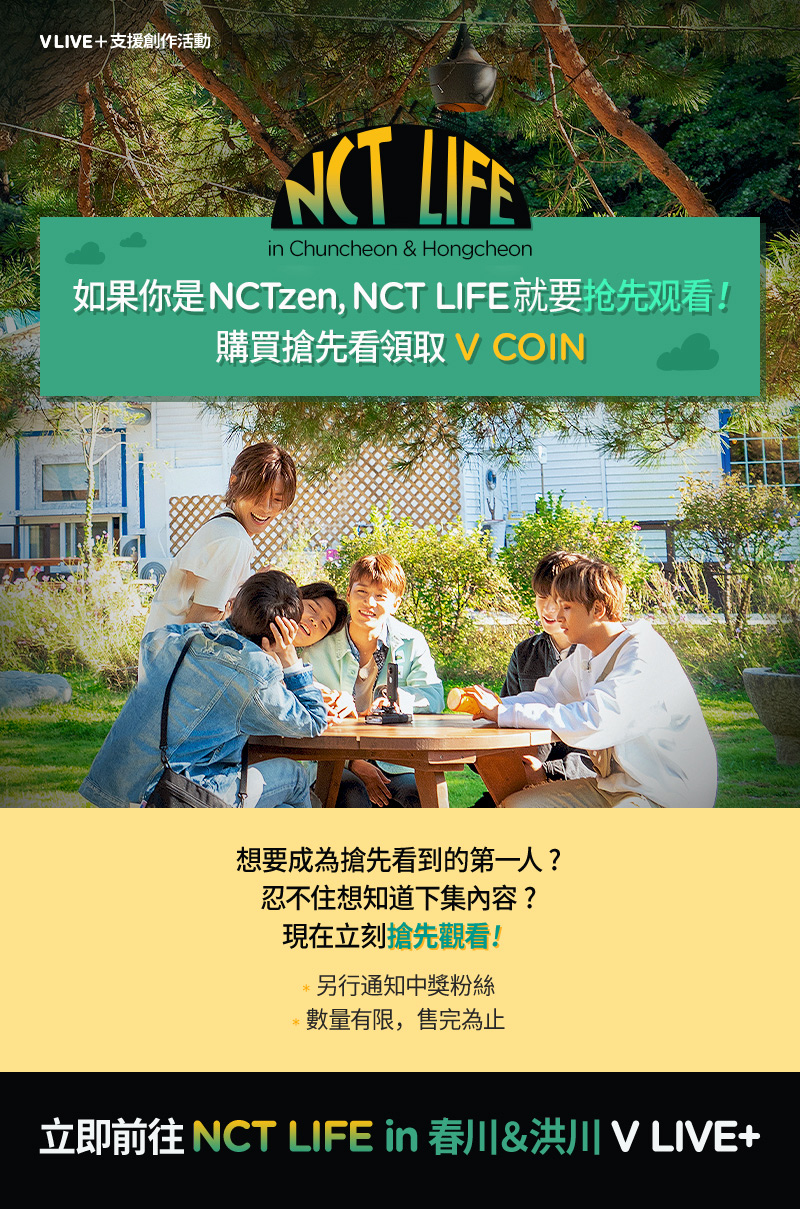 V LIVE+支援創作活動
NCT LIFE
in Chuncheon & Hongcheon
如果你是NCTzen, NCT LIFE就要抢先观看!
購買搶先看領取 V COIN
想要成為搶先看到的第一人?
忍不住想知道下集內容?
現在立刻搶先觀看!
* 另行通知中獎粉絲
* 數量有限，售完為止
立即前往 NCT LIFE in 春川&洪川 V LIVE+